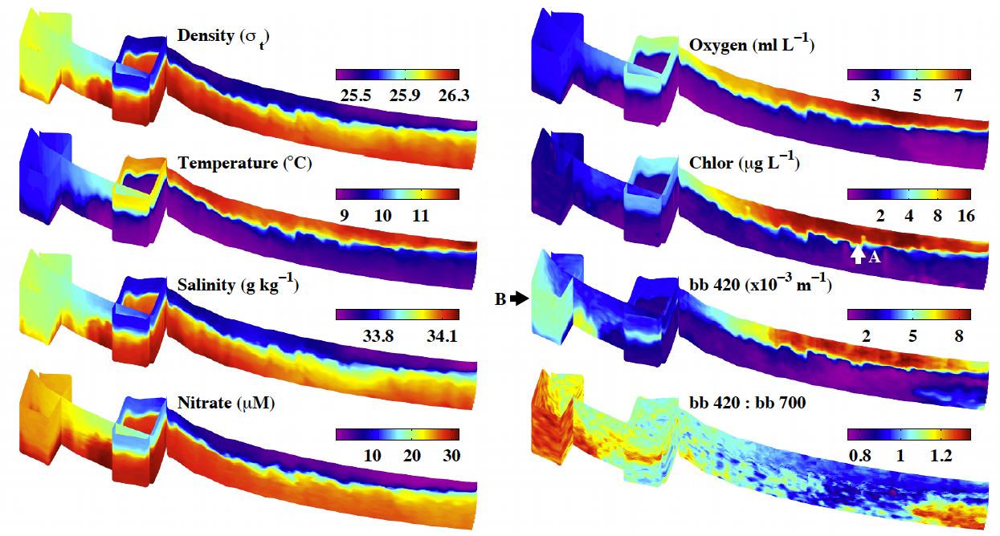 Density (σ t)
25.5 25.9 26.3
Temperature (°C)
9 10 11
Salinity (g kg−1)
33.8 34.1
Nitrate (μM)
10 20 30
Oxygen (ml L−1)
3 5 7
Chlor (μg L−1)
2 4 8 16
A
B
bb 420 (x10−3 m−1)
2 5 8
bb 420 : bb 700
0.8 1 1.2